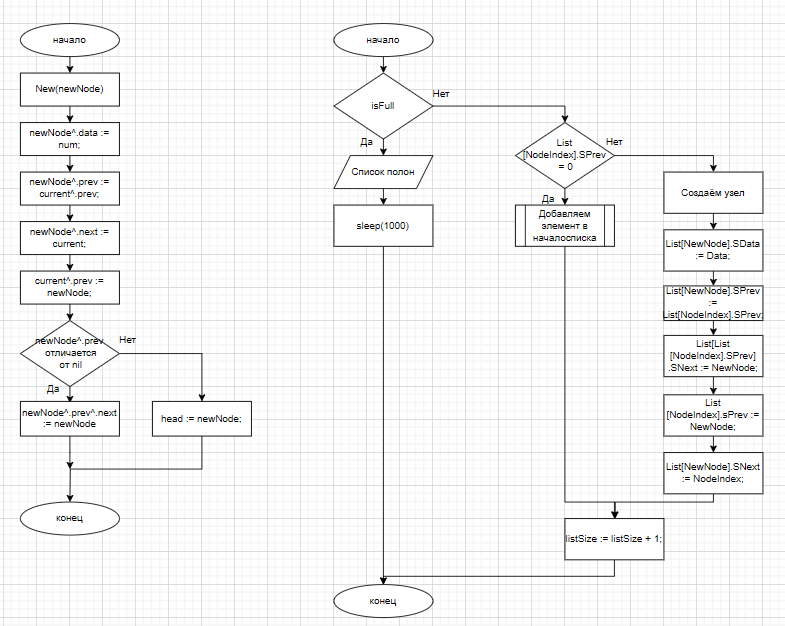 начало
New(newNode)
newNode^.data :=
num;
newNode^.prev :=
current^.prev;
newNode^.next :=
current;
current^.prev :=
newNode;
newNode^.prev
отличается
от nil
Нет
Да
newNode^.prev^.next
:= newNode
head := newNode;
конец
начало
isFull
Нет
Да
Список полон
sleep(1000)
List
[NodeIndex].SPrev
= 0
Нет
Да
Добавляем
элемент в
началосписка
Создаём узел
List[NewNode].SData
:= Data;
List[NewNode].SPrev
:=
List[NodeIndex].SPrev;
List[List
[NodeIndex].SPrev]
.SNext := NewNode;
List
[NodeIndex].sPrev :=
NewNode;
List[NewNode].SNext
:= NodeIndex;
listSize := listSize + 1;
конец